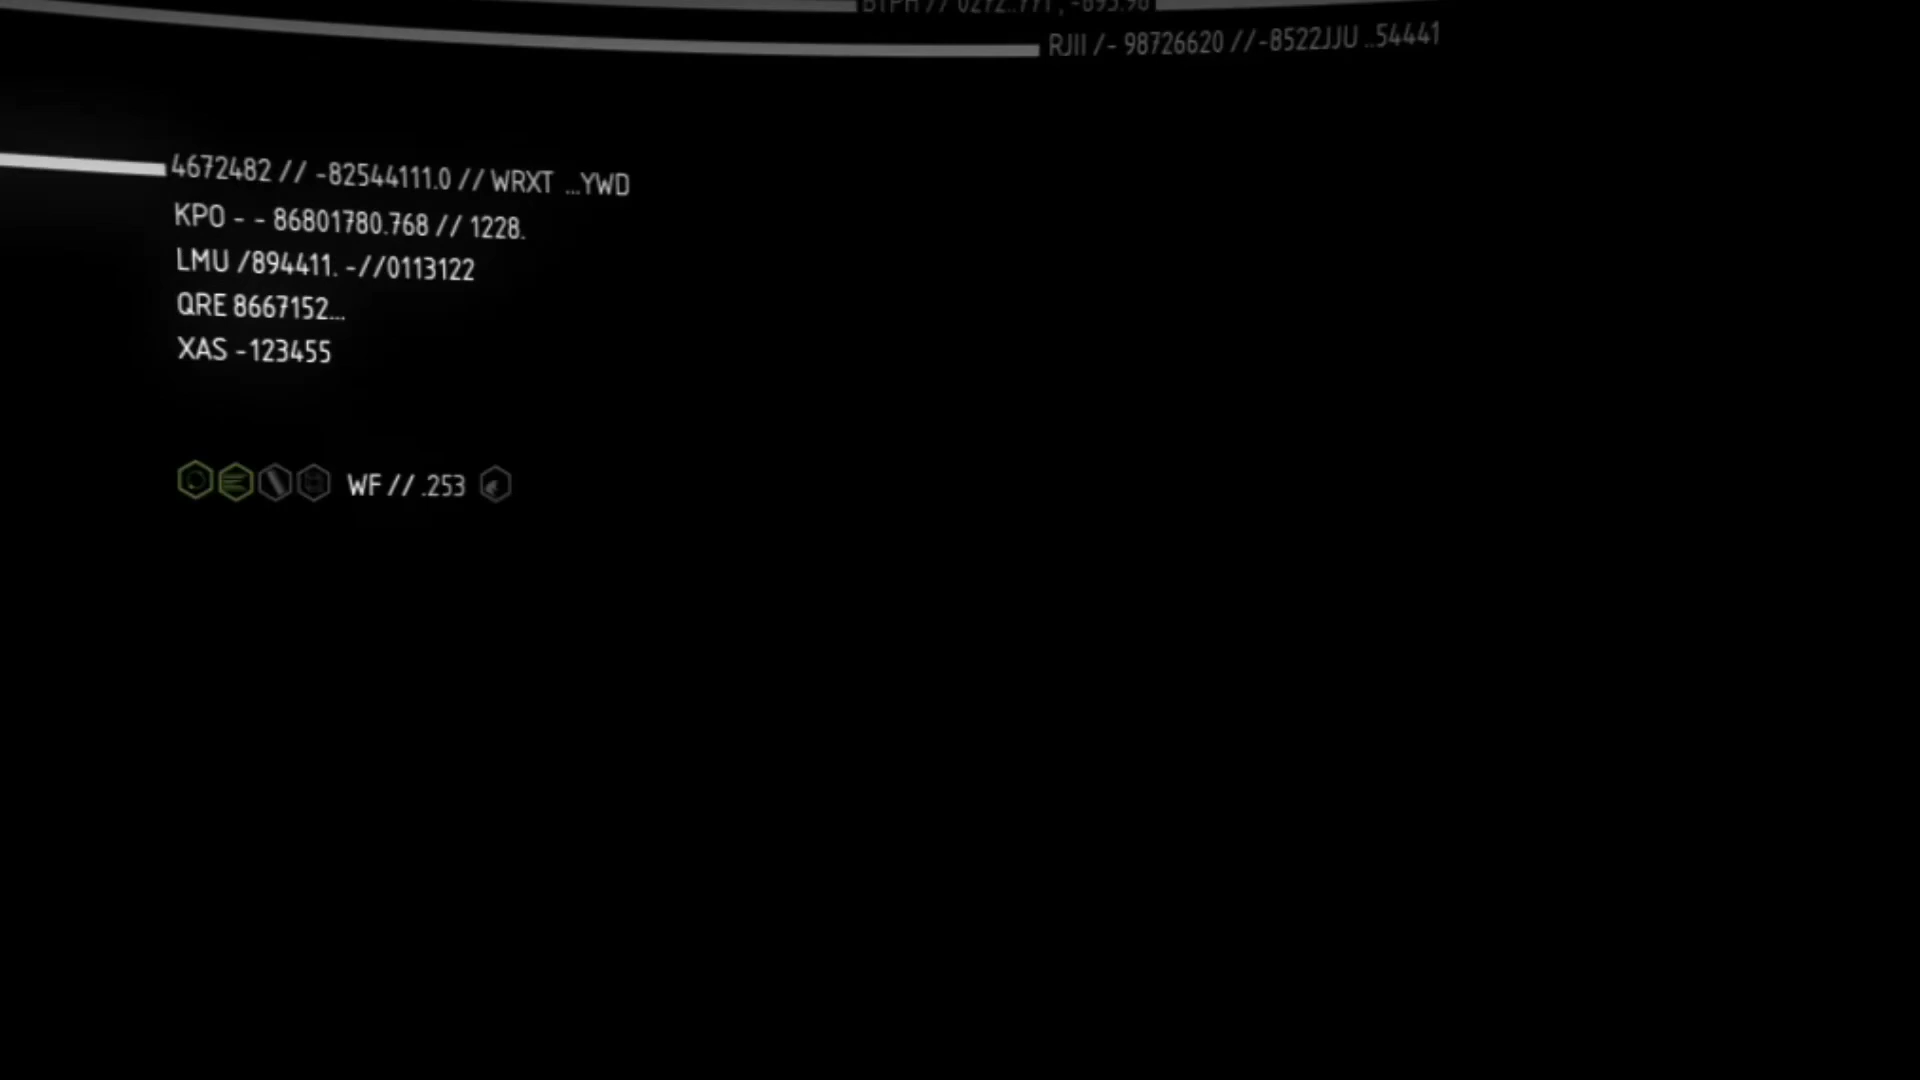 RJII /- 98726620 //-8522JJU ..54441
4672482 // -82544111.0 // WRXT ...YWD
KPO - - 86801780.768 // 1228.
LMU /894411. -//0113122
QRE 8667152...
XAS -123455
WF // .253